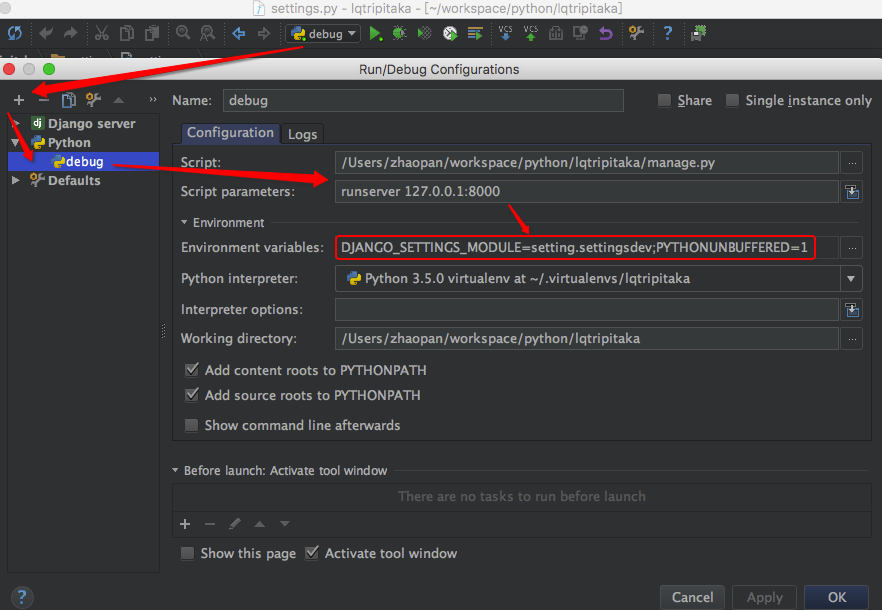 settings.py - lqtripitaka - [~/workspace/python/lqtripitaka]
debug
VCS VCS
?
Run/Debug Configurations
Name: debug
Share
Single instance only
dj Django server
Python
debug
Defaults
Configuration
Logs
Script: /Users/zhaopan/workspace/python/lqtripitaka/manage.py
Script parameters: runserver 127.0.0.1:8000
Environment
Environment variables: DJANGO_SETTINGS_MODULE=setting.settingsdev;PYTHONUNBUFFERED=1
Python interpreter: Python 3.5.0 virtualenv at ~/.virtualenvs/lqtripitaka
Interpreter options:
Working directory: /Users/zhaopan/workspace/python/lqtripitaka
Add content roots to PYTHONPATH
Add source roots to PYTHONPATH
Show command line afterwards
Before launch: Activate tool window
There are no tasks to run before launch
Show this page
Activate tool window
?
Cancel
Apply
OK